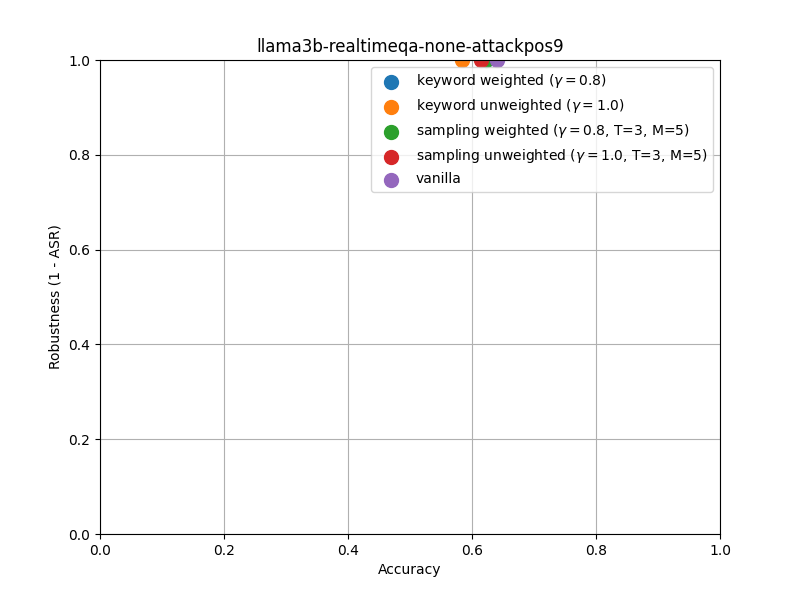 llama3b-realtimeqa-none-attackpos9
1.0
keyword weighted (γ = 0.8)
keyword unweighted (γ = 1.0)
sampling weighted (γ = 0.8, T=3, M=5)
sampling unweighted (γ = 1.0, T=3, M=5)
vanilla
0.8
0.6
0.4
0.2
0.0
Robustness (1 - ASR)
0.0 0.2 0.4 0.6 0.8 1.0
Accuracy